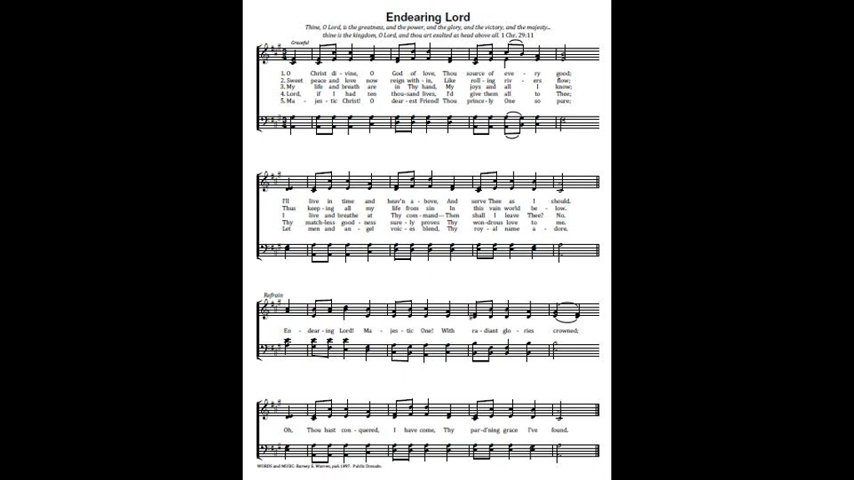 Endearing Lord
Thine, O Lord, is the greatness, and the power, and the glory, and the victory, and the majesty...
thine is the kingdom, O Lord, and thou art exalted as head above all. 1 Chr. 29:11
Graceful
1. O Christ di - vine, O God of love, Thou source of eve - ry good;
2. Sweet peace and love now reign with - in, Like roll - ing riv - ers flow;
3. My life and breath are in Thy hand, My joys and all I know;
4. Lord, if I had ten thou - sand lives, I'd give them all to Thee;
5. Ma - jes - tic Christ! O dear - est Friend! Thou prince - ly One so pure;
I'll live in time and heav'n a - bove, And serve Thee as I should.
Thus keep - ing all my life from sin In this vain world be - low.
I live and breathe at Thy com - mand— Then shall I leave Thee? No.
Thy match - less good - ness sure - ly proves Thy won - drous love to me.
Let men and an - gel voic - es blend, Thy roy - al name a - dore.
Refrain
En - dear - ing Lord! Ma - jes - tic One! With ra - diant glo - ries crowned;
Oh, Thou hast con - quered, I have come, Thy par - d'ning grace I've found.
WORDS and MUSIC: Barney E. Warren, pub.1897. Public Domain.